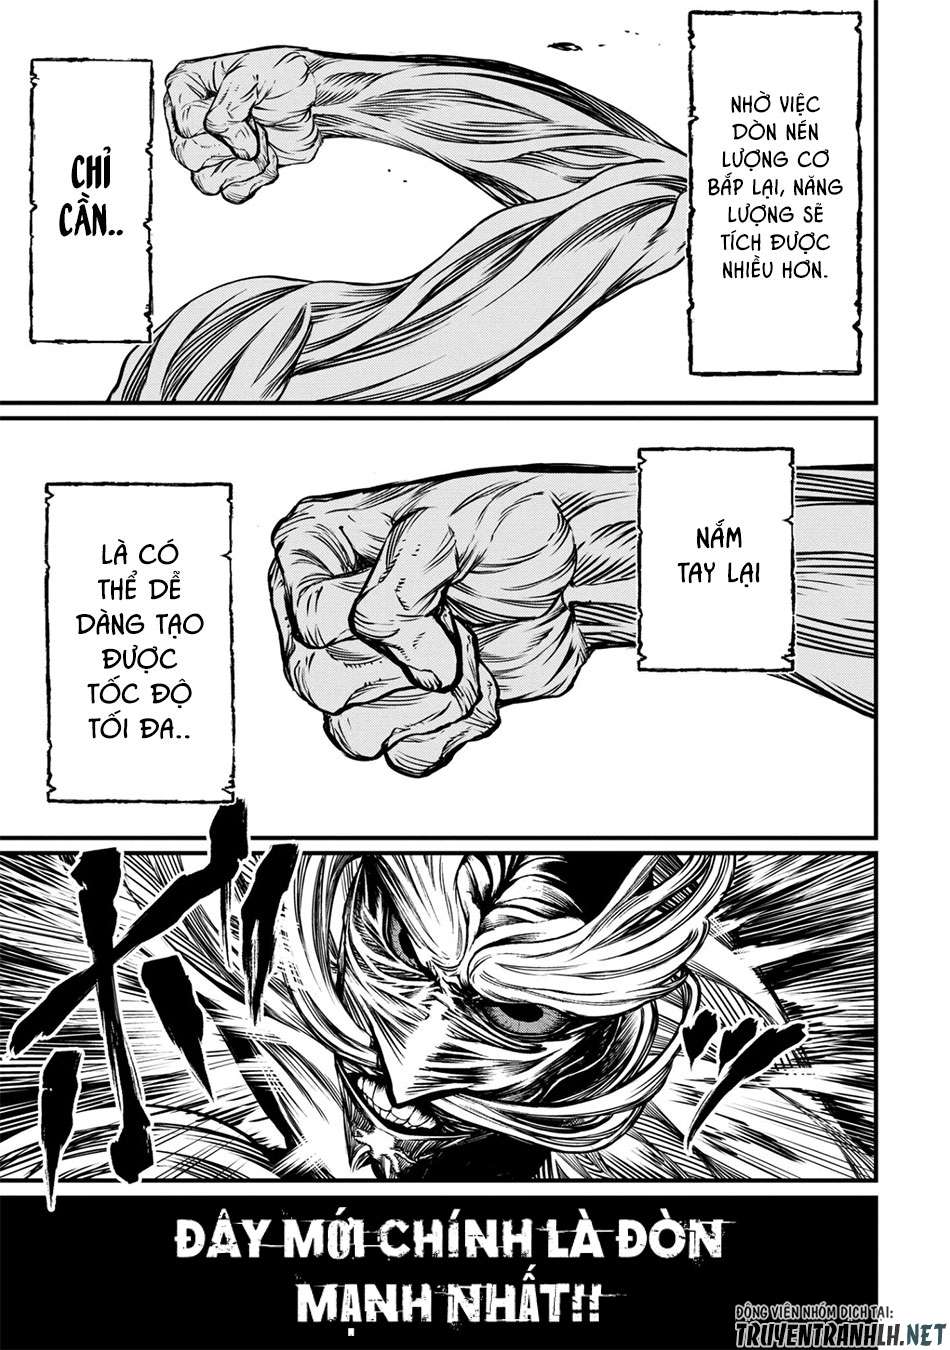 NHỜ VIỆC
DÒN NÉN
LƯỢNG CƠ
BẮP LẠI, NĂNG
LƯỢNG SẼ
TÍCH ĐƯỢC
NHIỀU HƠN.
CHỈ
CẦN..
NẮM
TAY LẠI
LÀ CÓ
THỂ DỄ
DÀNG TẠO
ĐƯỢC
TỐC ĐỘ
TỐI ĐA..
ĐÂY MỚI CHÍNH LÀ ĐÒN
MẠNH NHẤT!!
ĐỘNG VIÊN NHÓM DỊCH TẠI:
TRUYENTRANHLH.NET